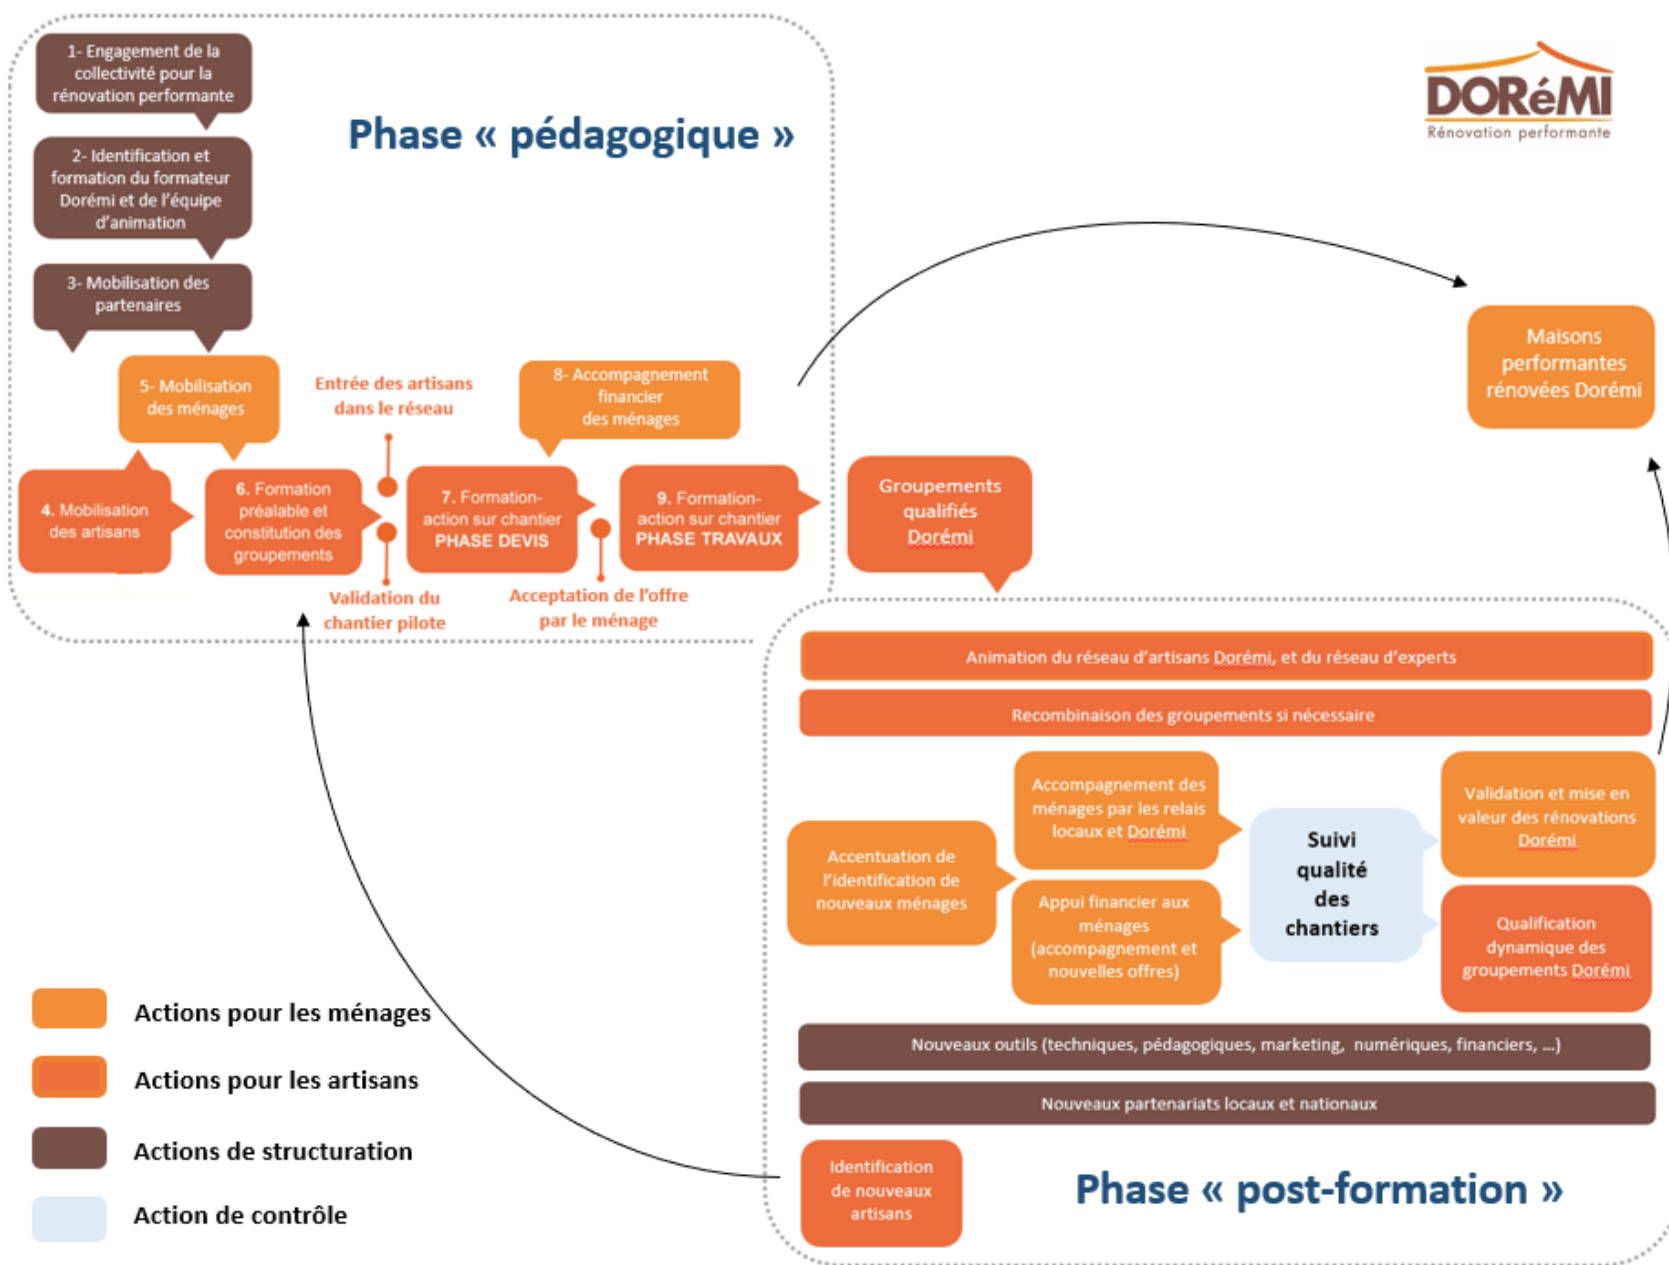 1- Engagement de la
collectivité pour la
rénovation performante
2- Identification et
formation du formateur
Dorémi et de l'équipe
d'animation
3- Mobilisation des
partenaires
Phase « pédagogique »
DORéMI
Rénovation performante
5- Mobilisation
des ménages
Entrée des artisans
dans le réseau
8- Accompagnement
financier
des ménages
4. Mobilisation
des artisans
6. Formation
préalable et
constitution des
groupements
7. Formation-
action sur chantier
PHASE DEVIS
9. Formation-
action sur chantier
PHASE TRAVAUX
Validation du
chantier pilote
Acceptation de l'offre
par le ménage
Groupements
qualifiés
Dorémi
Maisons
performantes
rénovées Dorémi
Animation du réseau d'artisans Dorémi, et du réseau d'experts
Recombinaison des groupements si nécessaire
Accentuation de
l'identification de
nouveaux ménages
Accompagnement des
ménages par les relais
locaux et Dorémi
Appui financier aux
ménages
(accompagnement et
nouvelles offres)
Suivi
qualité
des
chantiers
Validation et mise en
valeur des rénovations
Dorémi
Qualification
dynamique des
groupements Dorémi
Nouveaux outils (techniques, pédagogiques, marketing, numériques, financiers, ...)
Nouveaux partenariats locaux et nationaux
Identification
de nouveaux
artisans
Phase « post-formation »
Actions pour les ménages
Actions pour les artisans
Actions de structuration
Action de contrôle